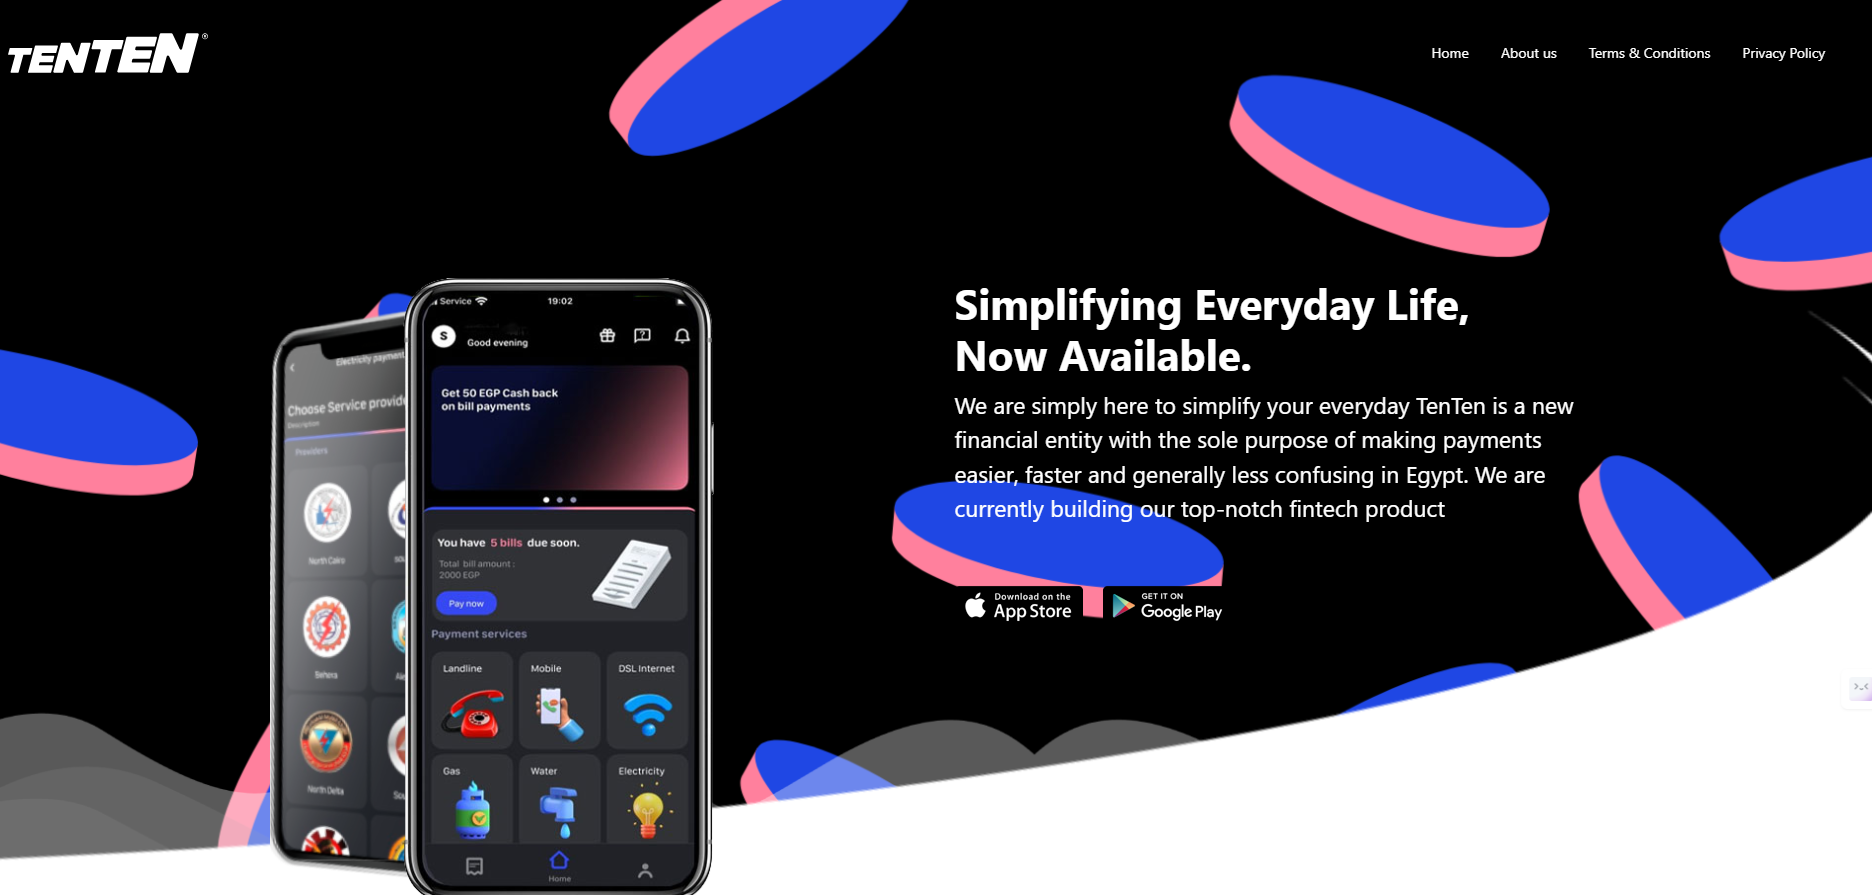 TENTEN®
Home
About us
Terms & Conditions
Privacy Policy
Simplifying Everyday Life,
Now Available.
We are simply here to simplify your everyday TenTen is a new
financial entity with the sole purpose of making payments
easier, faster and generally less confusing in Egypt. We are
currently building our top-notch fintech product
Download on the
App Store
GET IT ON
Google Play
Electricity payment
Choose Service provide
Description
Providers
North Cairo
sou
Behera
Ale
North Delta
Sou
Service
19:02
S
Good evening
Get 50 EGP Cash back
on bill payments
You have 5 bills due soon.
Total bill amount :
2000 EGP
Pay now
Payment services
Landline
Mobile
DSL Internet
Gas
Water
Electricity
Home